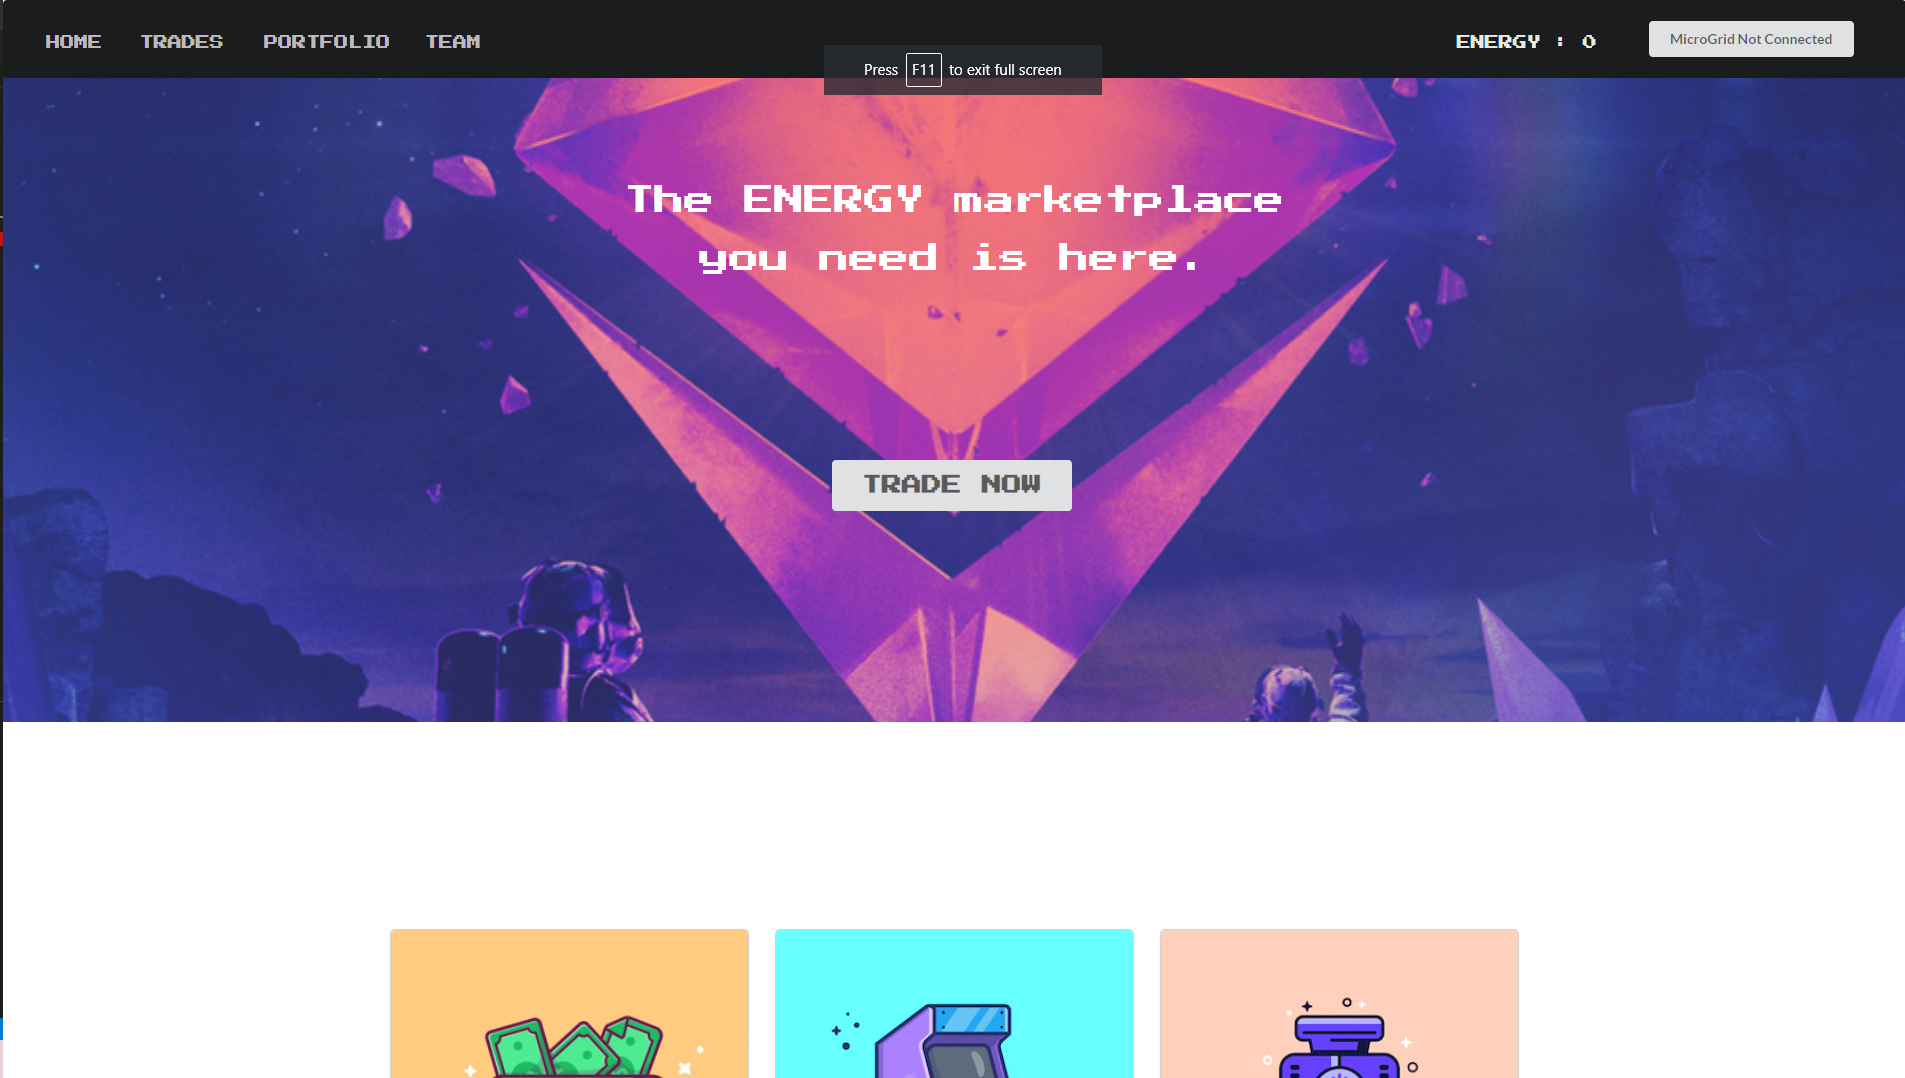 HOME TRADES PORTFOLIO TEAM ENERGY : 0 MicroGrid Not Connected
Press F11 to exit full screen
The ENERGY marketplace
you need is here.
TRADE NOW